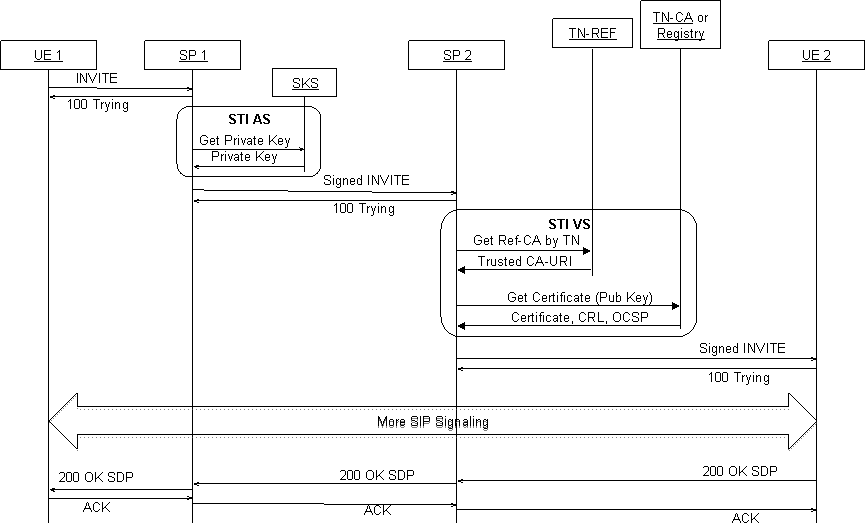 TN-CA or
Registry
TN-REF
UE 1
SP 1
SP 2
UE 2
SKS
INVITE
100 Trying
STI AS
Get Private Key
Private Key
Signed INVITE
100 Trying
STI VS
Get Ref-CA by TN
Trusted CA-URI
Get Certificate (Pub Key)
Certificate, CRL, OCSP
Signed INVITE
100 Trying
More SIP Signaling
200 OK SDP
200 OK SDP
200 OK SDP
ACK
ACK
ACK